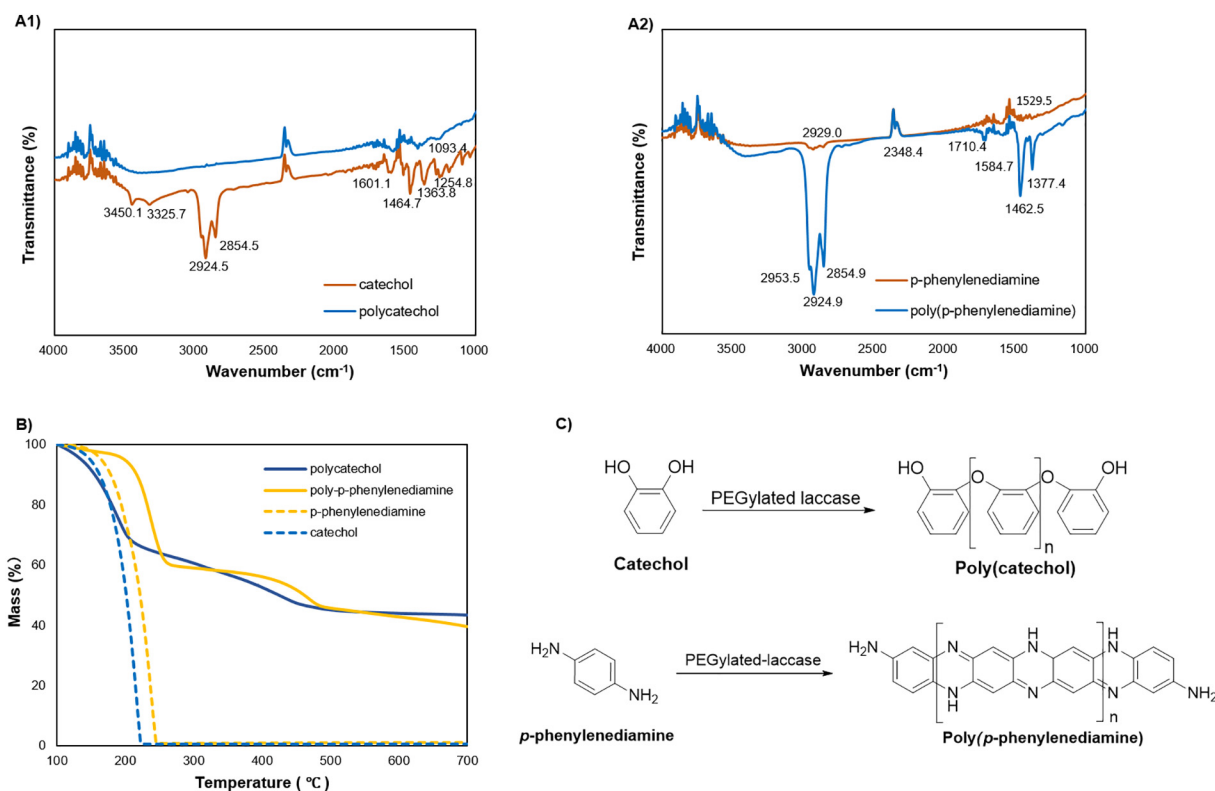 A1)
Transmittance (%)
1093.4
1601.1
1254.8
1363.8
1464.7
3450.1
3325.7
2854.5
2924.5
catechol
polycatechol
4000
3500
3000
2500
2000
1500
1000
Wavenumber (cm⁻¹)
A2)
Transmittance (%)
1529.5
2929.0
2348.4
1710.4
1584.7
1377.4
1462.5
2953.5
2854.9
2924.9
p-phenylenediamine
poly(p-phenylenediamine)
4000
3500
3000
2500
2000
1500
1000
Wavenumber (cm⁻¹)
B)
Mass (%)
100
80
60
40
20
0
polycatechol
poly-p-phenylenediamine
p-phenylenediamine
catechol
100
200
300
400
500
600
700
Temperature ( ℃)
C)
HO
OH
Catechol
PEGylated laccase
HO
O
O
OH
n
Poly(catechol)
H₂N
NH₂
p-phenylenediamine
PEGylated-laccase
H₂N
N
H
N
H
N
N
H
N
N
N
H
NH₂
n
Poly(p-phenylenediamine)